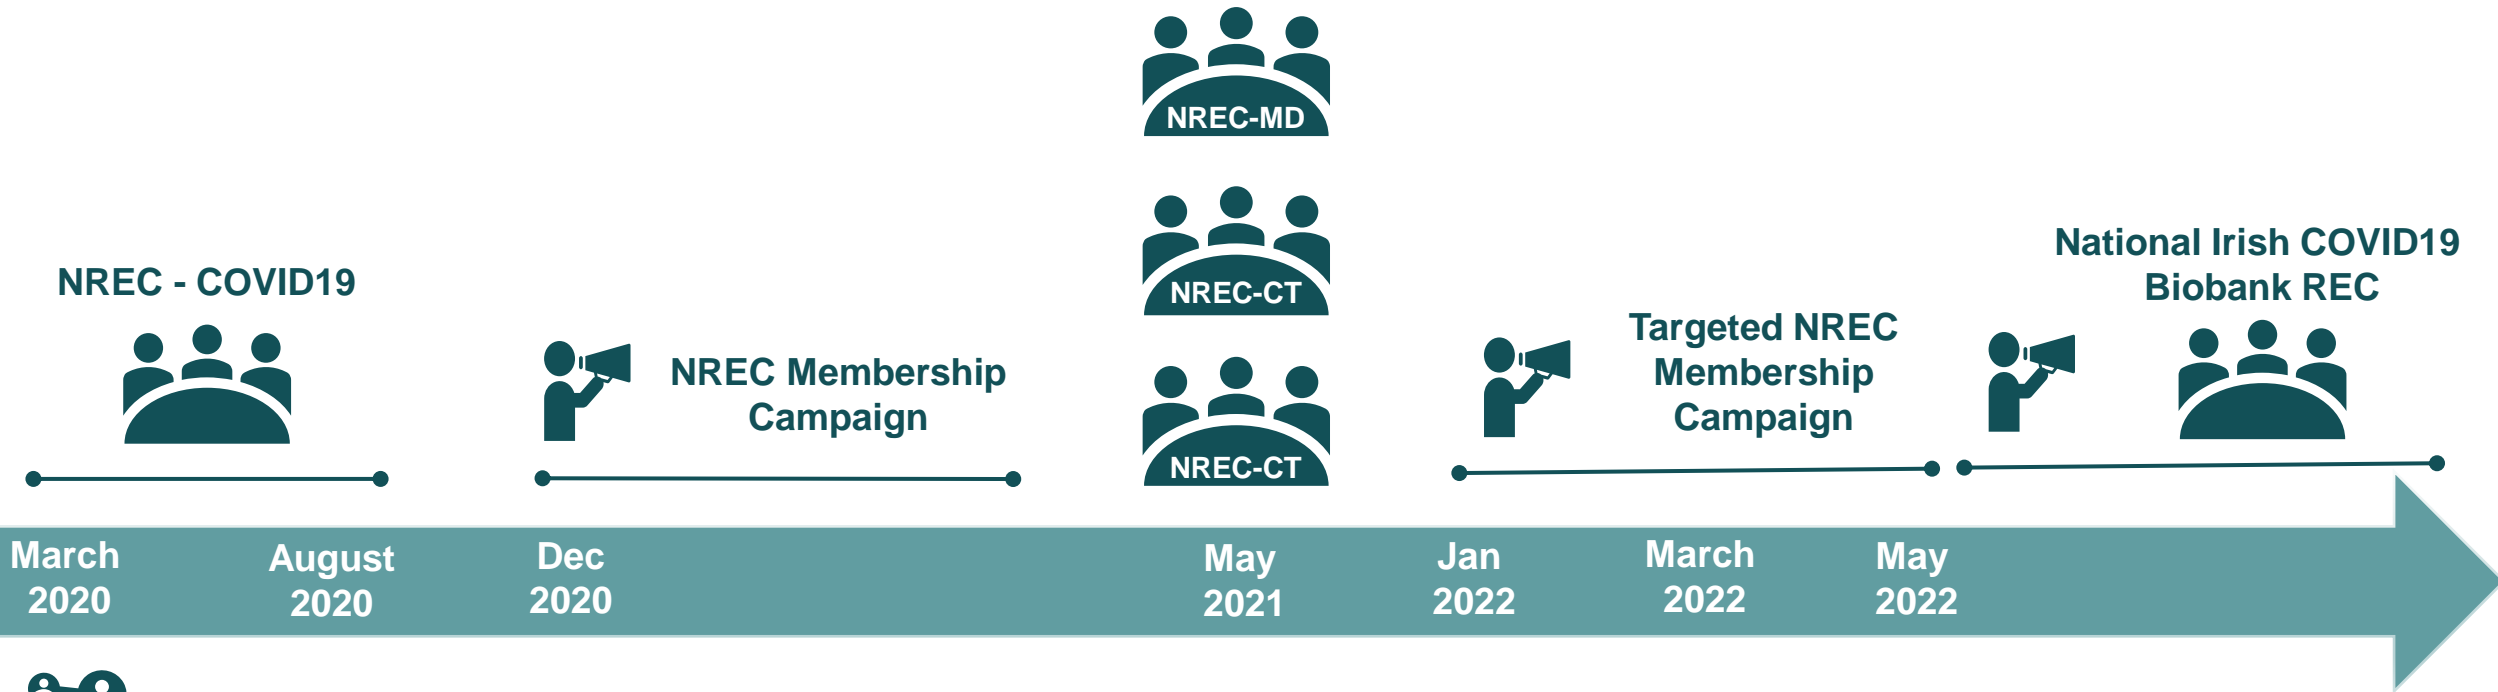 NREC-MD
NREC-CT
NREC-CT
NREC - COVID19
NREC Membership
Campaign
Targeted NREC
Membership
Campaign
National Irish COVID19
Biobank REC
March
2020
August
2020
Dec
2020
May
2021
Jan
2022
March
2022
May
2022